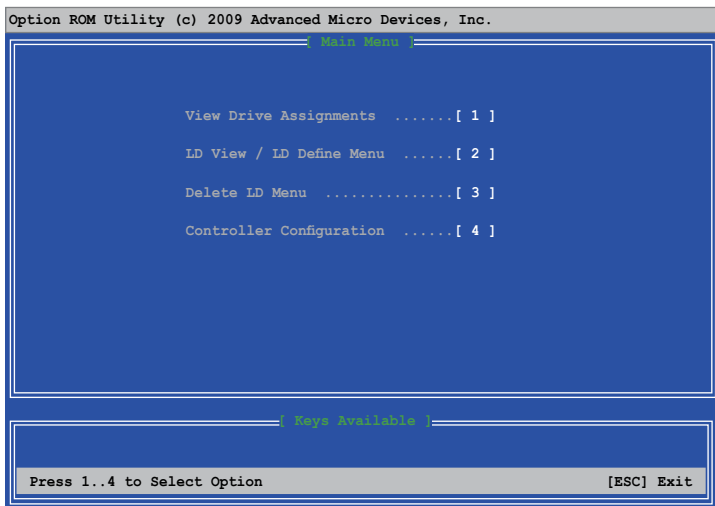 Option ROM Utility (c) 2009 Advanced Micro Devices, Inc.
[ Main Menu ]
View Drive Assignments .......[ 1 ]
LD View / LD Define Menu ......[ 2 ]
Delete LD Menu ...............[ 3 ]
Controller Configuration ......[ 4 ]
[ Keys Available ]
Press 1..4 to Select Option [ESC] Exit